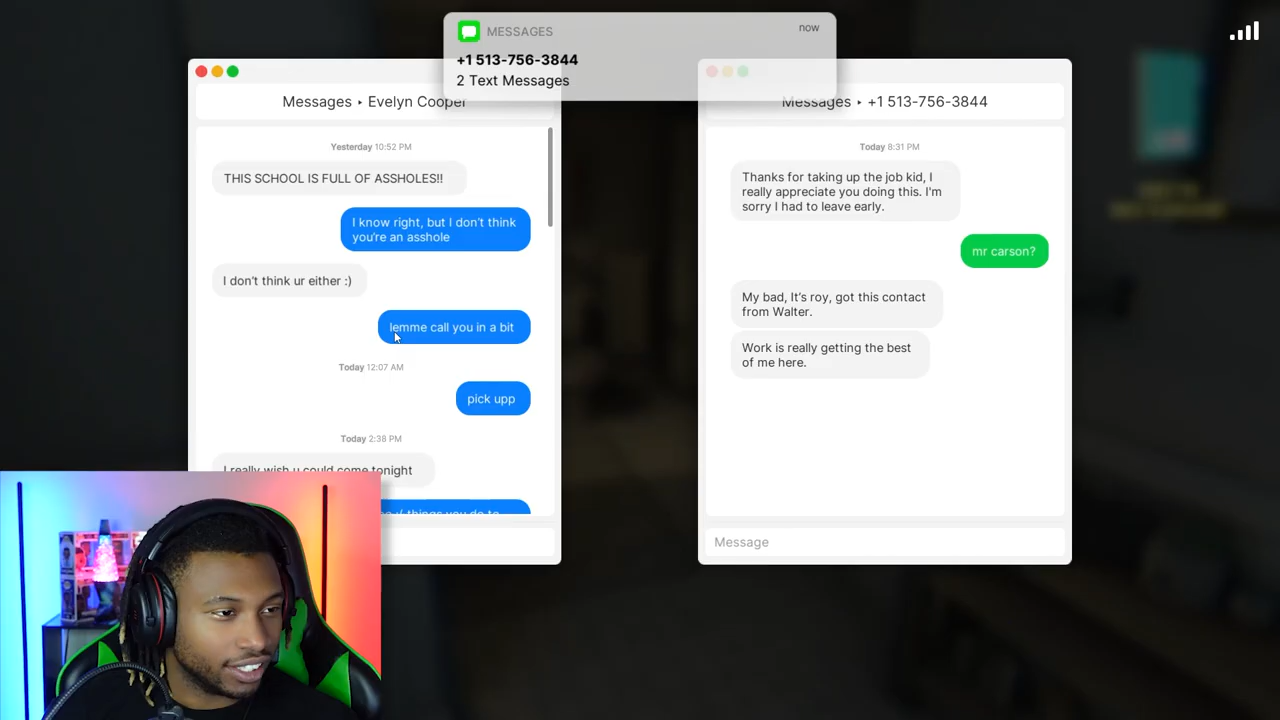 MESSAGES
now
+1 513-756-3844
2 Text Messages
Messages ‣ Evelyn Cooper
Yesterday 10:52 PM
THIS SCHOOL IS FULL OF ASSHOLES!!
I know right, but I don't think
you're an asshole
I don't think ur either :)
lemme call you in a bit
Today 12:07 AM
pick upp
Today 2:38 PM
I really wish u could come tonight
:( things you do to
Messages ‣ +1 513-756-3844
Today 8:31 PM
Thanks for taking up the job kid, I
really appreciate you doing this. I'm
sorry I had to leave early.
mr carson?
My bad, It's roy, got this contact
from Walter.
Work is really getting the best
of me here.
Message